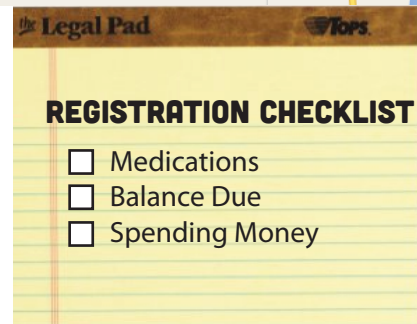 the Legal Pad
TOPS.
REGISTRATION CHECKLIST
Medications
Balance Due
Spending Money